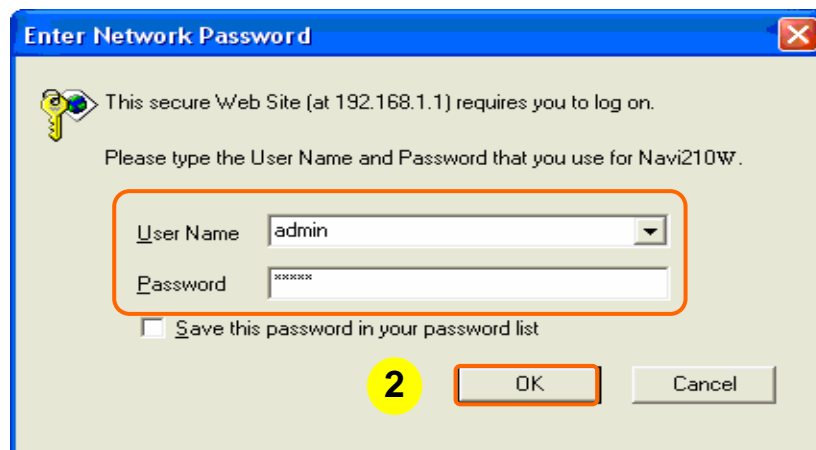 Enter Network Password
This secure Web Site (at 192.168.1.1) requires you to log on.
Please type the User Name and Password that you use for Navi210W.
User Name admin
Password *****
Save this password in your password list
2 OK Cancel